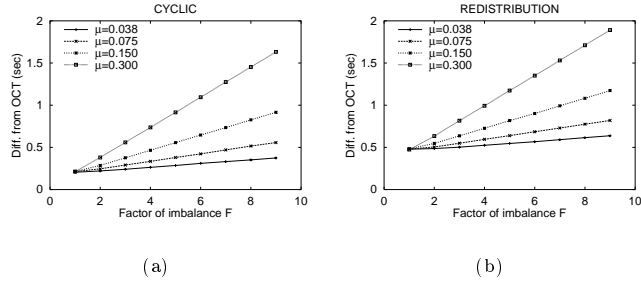 CYCLIC
2
1.5
1
0.5
0
Diff. from OCT (sec)
μ=0.038
μ=0.075
μ=0.150
μ=0.300
0 2 4 6 8 10
Factor of imbalance F
(a)
REDISTRIBUTION
2
1.5
1
0.5
0
Diff. from OCT (sec)
μ=0.038
μ=0.075
μ=0.150
μ=0.300
0 2 4 6 8 10
Factor of imbalance F
(b)